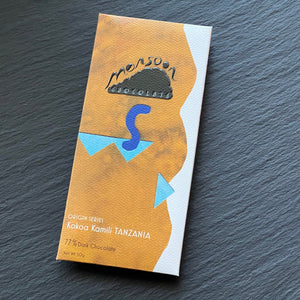 monsoon
CHOCOLATE
ORIGIN SERIES
Kokoa Kamili TANZANIA
77% Dark Chocolate